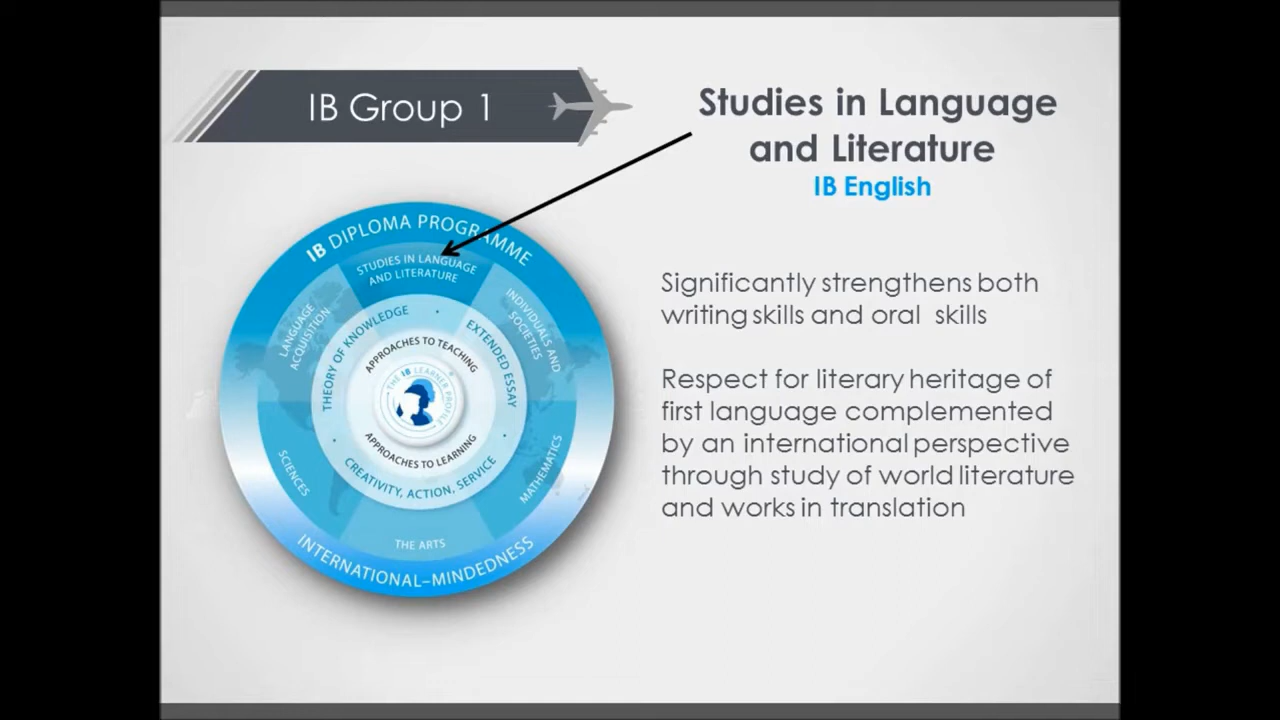 IB Group 1
Studies in Language
and Literature
IB English
IB DIPLOMA PROGRAMME
STUDIES IN LANGUAGE
AND LITERATURE
LANGUAGE
ACQUISITION
INDIVIDUALS AND
SOCIETIES
THEORY OF KNOWLEDGE
EXTENDED ESSAY
APPROACHES TO TEACHING
THE IB LEARNER PROFILE
APPROACHES TO LEARNING
CREATIVITY, ACTION, SERVICE
SCIENCES
MATHEMATICS
THE ARTS
INTERNATIONAL–MINDEDNESS
Significantly strengthens both
writing skills and oral skills
Respect for literary heritage of
first language complemented
by an international perspective
through study of world literature
and works in translation